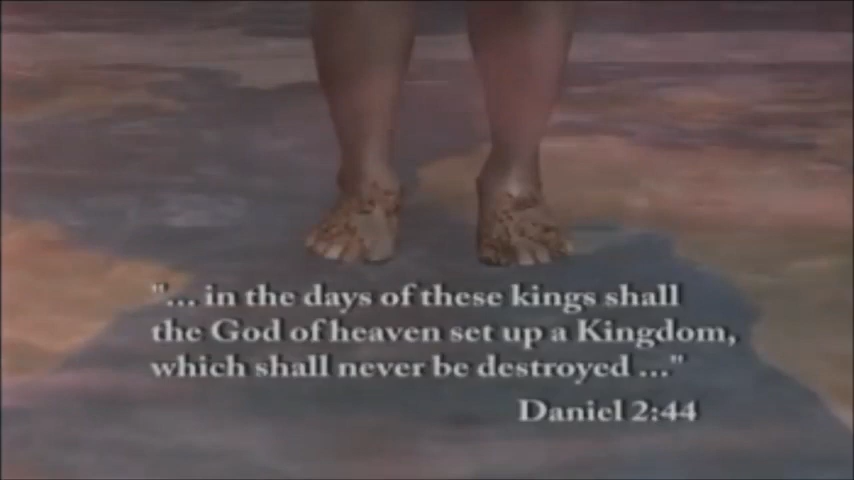 "... in the days of these kings shall
the God of heaven set up a Kingdom,
which shall never be destroyed ..."
Daniel 2:44